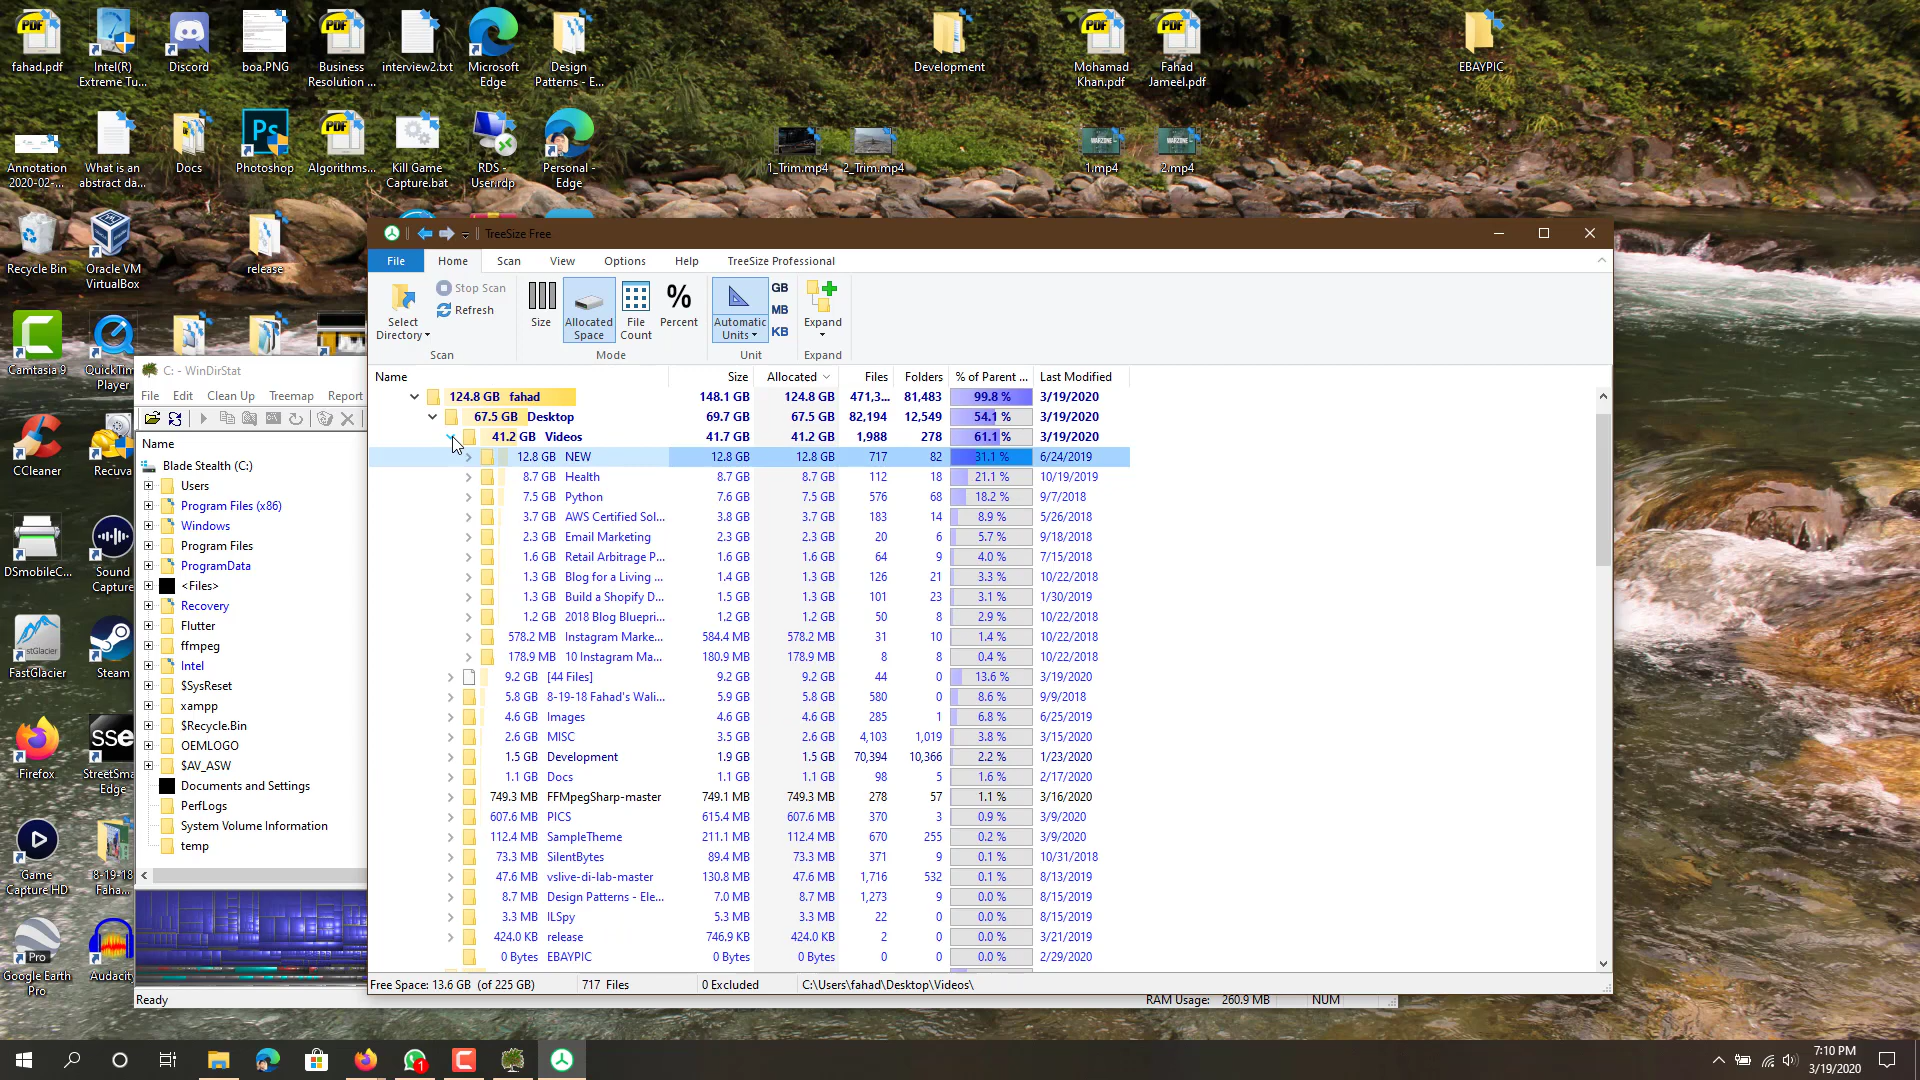 fahad.pdf
Intel(R)
Extreme Tu...
Discord
boa.PNG
Business
Resolution ...
interview2.txt
Microsoft
Edge
Design
Patterns - E...
Development
Mohamad
Khan.pdf
Fahad
Jameel.pdf
EBAYPIC
Annotation
2020-02-...
What is an
abstract da...
Docs
Photoshop
Algorithms...
Kill Game
Capture.bat
RDS -
User.rdp
Personal -
Edge
1_Trim.mp4
2_Trim.mp4
1.mp4
2.mp4
Recycle Bin
Oracle VM
VirtualBox
release
Camtasia 9
QuickTim
Player
CCleaner
Recuva
DSmobileC...
Sound
Capture
FastGlacier
Steam
Firefox
StreetSma
Edge
Game
Capture HD
8-19-18
Faha...
Google Earth
Pro
Audacit
C: - WinDirStat
File Edit Clean Up Treemap Report
Name
Blade Stealth (C:)
Users
Program Files (x86)
Windows
Program Files
ProgramData
<Files>
Recovery
Flutter
ffmpeg
Intel
$SysReset
xampp
$Recycle.Bin
OEMLOGO
$AV_ASW
Documents and Settings
PerfLogs
System Volume Information
temp
Ready
RAM Usage: 260.9 MB NUM
TreeSize Free
File Home Scan View Options Help TreeSize Professional
Select
Directory
Stop Scan
Refresh
Scan
Size
Allocated
Space
File
Count
Percent
Mode
Automatic
Units
GB
MB
KB
Unit
Expand
Expand
Name Size Allocated Files Folders % of Parent ... Last Modified
124.8 GB fahad 148.1 GB 124.8 GB 471,3... 81,483 99.8 % 3/19/2020
67.5 GB Desktop 69.7 GB 67.5 GB 82,194 12,549 54.1 % 3/19/2020
41.2 GB Videos 41.7 GB 41.2 GB 1,988 278 61.1 % 3/19/2020
12.8 GB NEW 12.8 GB 12.8 GB 717 82 31.1 % 6/24/2019
8.7 GB Health 8.7 GB 8.7 GB 112 18 21.1 % 10/19/2019
7.5 GB Python 7.6 GB 7.5 GB 576 68 18.2 % 9/7/2018
3.7 GB AWS Certified Sol... 3.8 GB 3.7 GB 183 14 8.9 % 5/26/2018
2.3 GB Email Marketing 2.3 GB 2.3 GB 20 6 5.7 % 9/18/2018
1.6 GB Retail Arbitrage P... 1.6 GB 1.6 GB 64 9 4.0 % 7/15/2018
1.3 GB Blog for a Living ... 1.4 GB 1.3 GB 126 21 3.3 % 10/22/2018
1.3 GB Build a Shopify D... 1.5 GB 1.3 GB 101 23 3.1 % 1/30/2019
1.2 GB 2018 Blog Bluepri... 1.2 GB 1.2 GB 50 8 2.9 % 10/22/2018
578.2 MB Instagram Marke... 584.4 MB 578.2 MB 31 10 1.4 % 10/22/2018
178.9 MB 10 Instagram Ma... 180.9 MB 178.9 MB 8 8 0.4 % 10/22/2018
9.2 GB [44 Files] 9.2 GB 9.2 GB 44 0 13.6 % 3/19/2020
5.8 GB 8-19-18 Fahad's Wali... 5.9 GB 5.8 GB 580 0 8.6 % 9/9/2018
4.6 GB Images 4.6 GB 4.6 GB 285 1 6.8 % 6/25/2019
2.6 GB MISC 3.5 GB 2.6 GB 4,103 1,019 3.8 % 3/15/2020
1.5 GB Development 1.9 GB 1.5 GB 70,394 10,366 2.2 % 1/23/2020
1.1 GB Docs 1.1 GB 1.1 GB 98 5 1.6 % 2/17/2020
749.3 MB FFMpegSharp-master 749.1 MB 749.3 MB 278 57 1.1 % 3/16/2020
607.6 MB PICS 615.4 MB 607.6 MB 370 3 0.9 % 3/9/2020
112.4 MB SampleTheme 211.1 MB 112.4 MB 670 255 0.2 % 3/9/2020
73.3 MB SilentBytes 89.4 MB 73.3 MB 371 9 0.1 % 10/31/2018
47.6 MB vslive-di-lab-master 130.8 MB 47.6 MB 1,716 532 0.1 % 8/13/2019
8.7 MB Design Patterns - Ele... 7.0 MB 8.7 MB 1,273 9 0.0 % 8/15/2019
3.3 MB ILSpy 5.3 MB 3.3 MB 22 0 0.0 % 8/15/2019
424.0 KB release 746.9 KB 424.0 KB 2 0 0.0 % 3/21/2019
0 Bytes EBAYPIC 0 Bytes 0 Bytes 0 0 0.0 % 2/29/2020
Free Space: 13.6 GB (of 225 GB) 717 Files 0 Excluded C:\Users\fahad\Desktop\Videos\
7:10 PM
3/19/2020